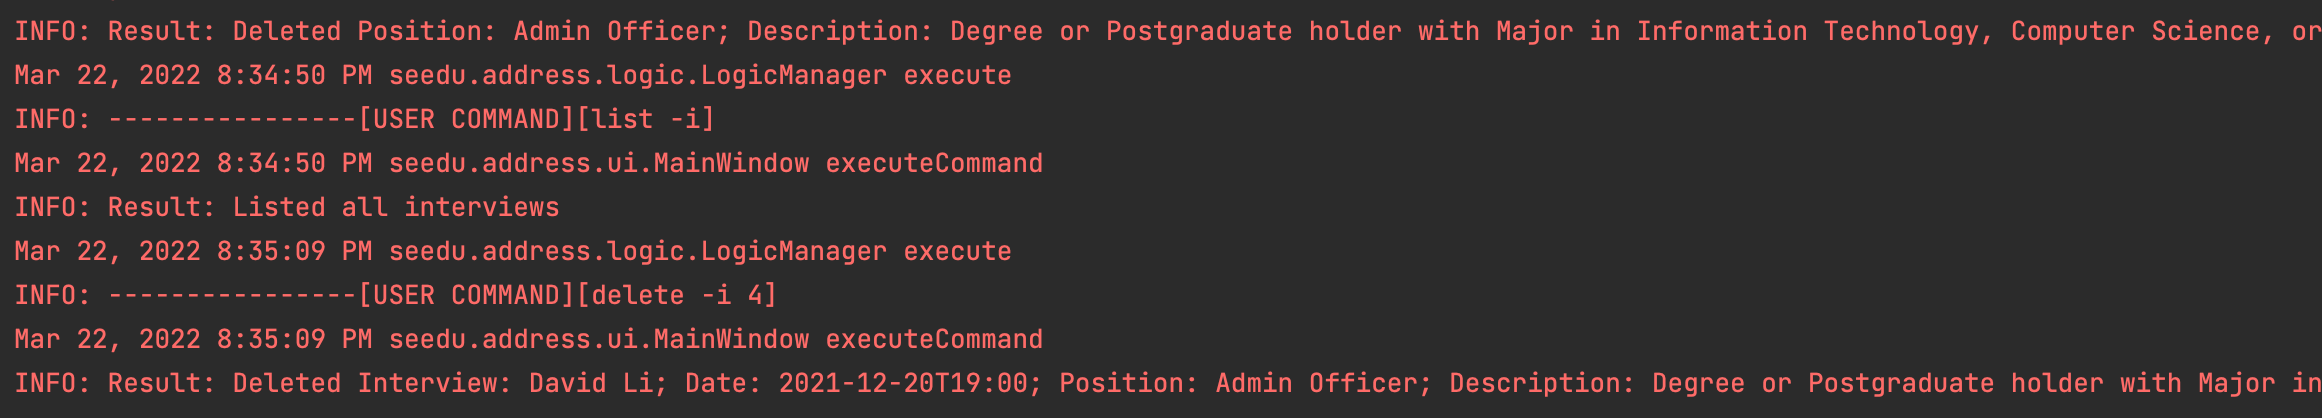 INFO: Result: Deleted Position: Admin Officer; Description: Degree or Postgraduate holder with Major in Information Technology, Computer Science, or
Mar 22, 2022 8:34:50 PM seedu.address.logic.LogicManager execute
INFO: ----------------[USER COMMAND][list -i]
Mar 22, 2022 8:34:50 PM seedu.address.ui.MainWindow executeCommand
INFO: Result: Listed all interviews
Mar 22, 2022 8:35:09 PM seedu.address.logic.LogicManager execute
INFO: ----------------[USER COMMAND][delete -i 4]
Mar 22, 2022 8:35:09 PM seedu.address.ui.MainWindow executeCommand
INFO: Result: Deleted Interview: David Li; Date: 2021-12-20T19:00; Position: Admin Officer; Description: Degree or Postgraduate holder with Major in